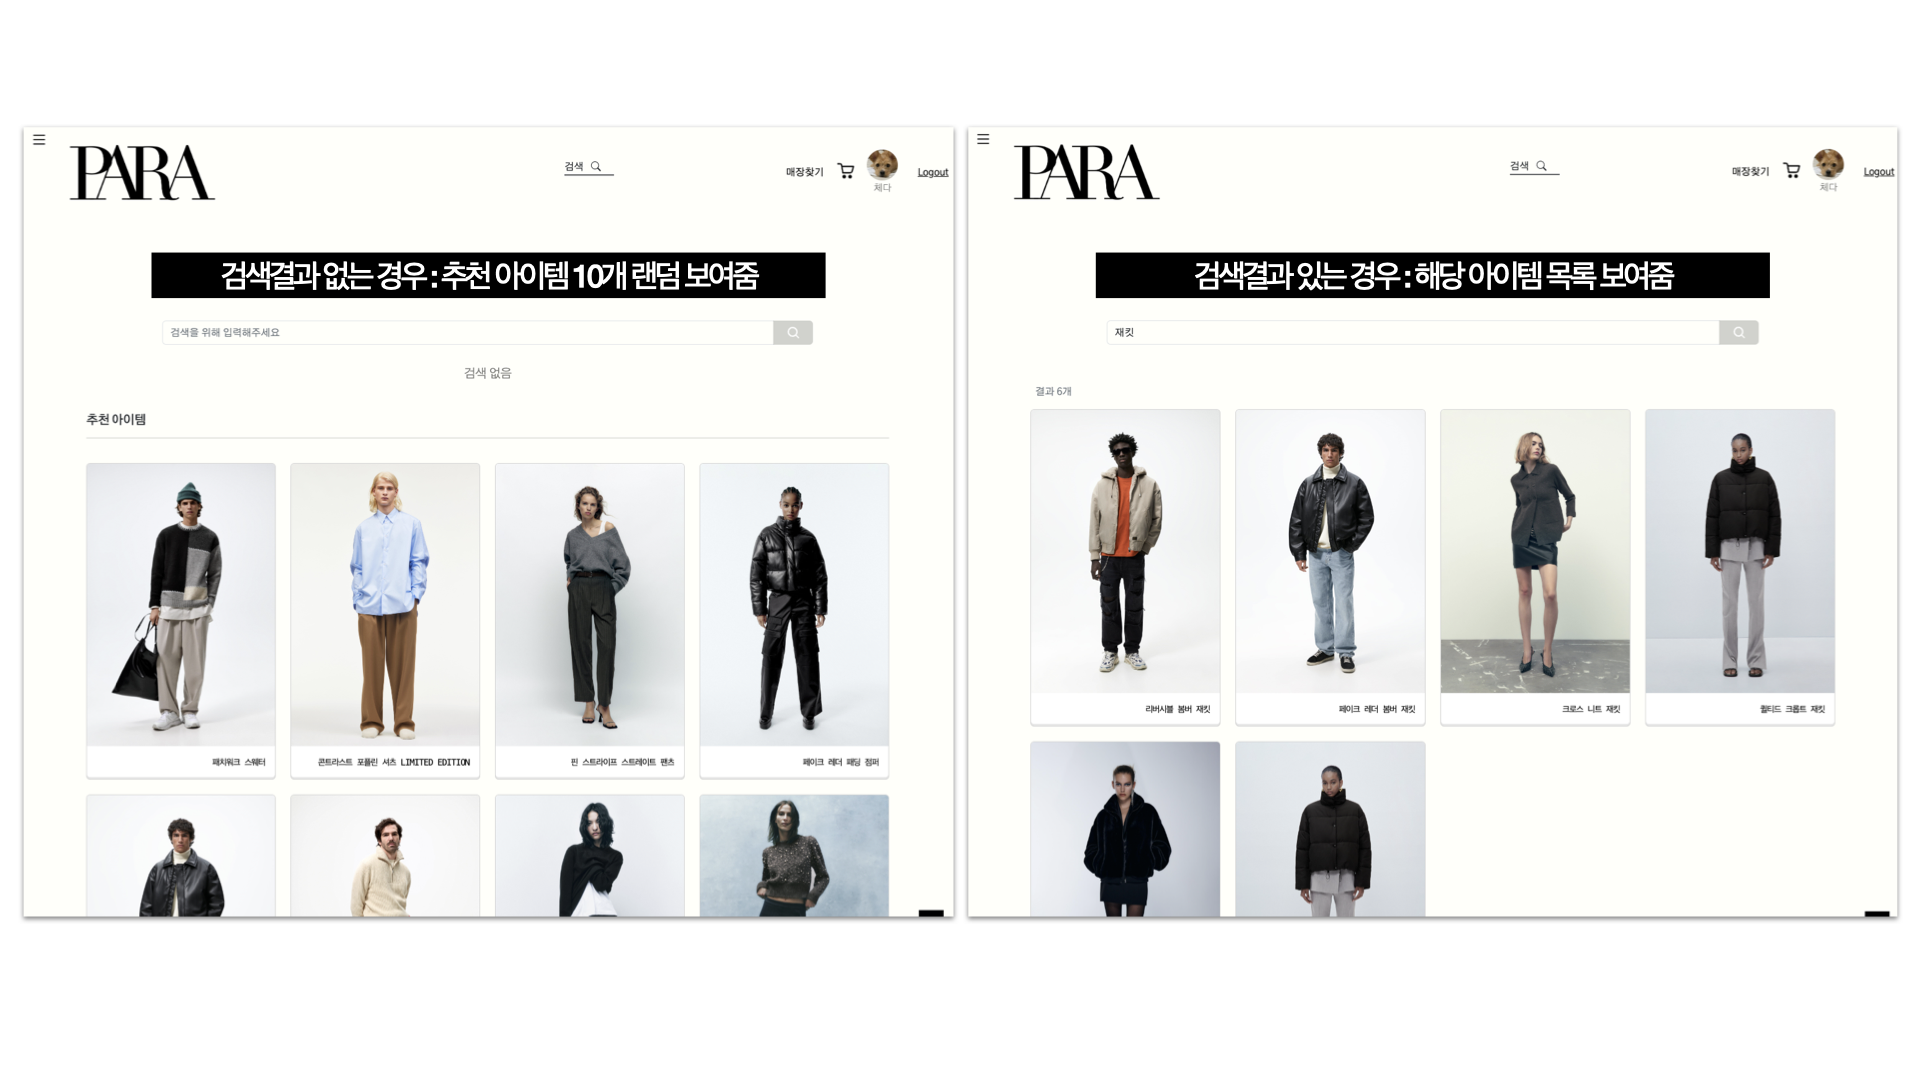 PARA
검색
매장찾기
체다
Logout
검색결과 없는 경우 : 추천 아이템 10개 랜덤 보여줌
검색을 위해 입력해주세요
검색 없음
추천 아이템
패치워크 스웨터
콘트라스트 포플린 셔츠 LIMITED EDITION
핀 스트라이프 스트레이트 팬츠
페이크 레더 패딩 점퍼
PARA
검색
매장찾기
체다
Logout
검색결과 있는 경우 : 해당 아이템 목록 보여줌
재킷
결과 6개
리버시블 봄버 재킷
페이크 레더 봄버 재킷
크로스 니트 재킷
퀼티드 크롭트 재킷